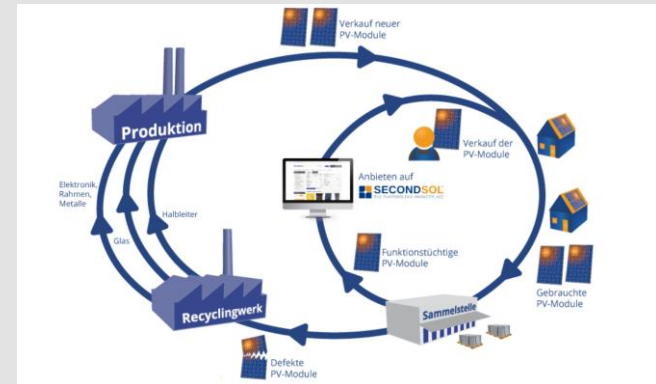 Verkauf neuer
PV-Module
Produktion
Verkauf der
PV-Module
Anbieten auf
SECONDSOL
Elektronik,
Rahmen,
Metalle
Halbleiter
Glas
Funktionstüchtige
PV-Module
Gebrauchte
PV-Module
Recyclingwerk
Sammelstelle
Defekte
PV-Module